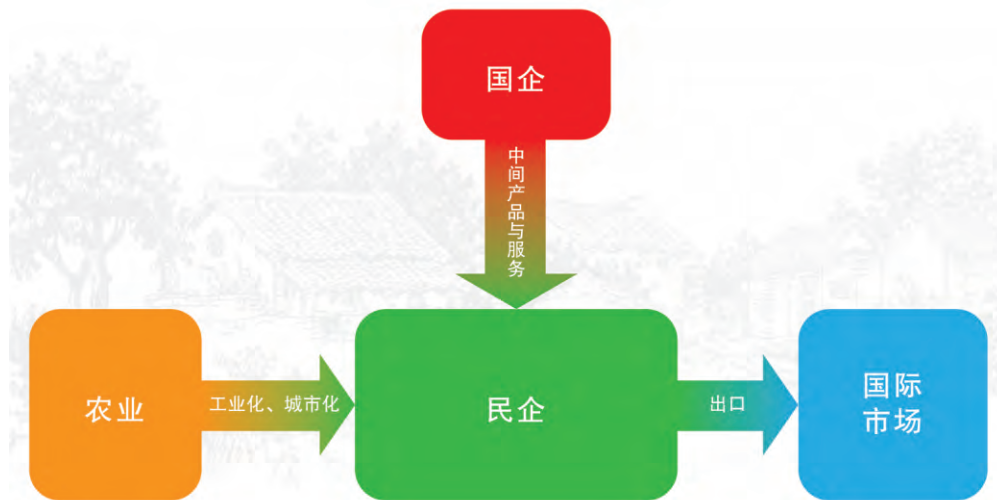 国企
中间产品与服务
农业
工业化、城市化
民企
出口
国际
市场